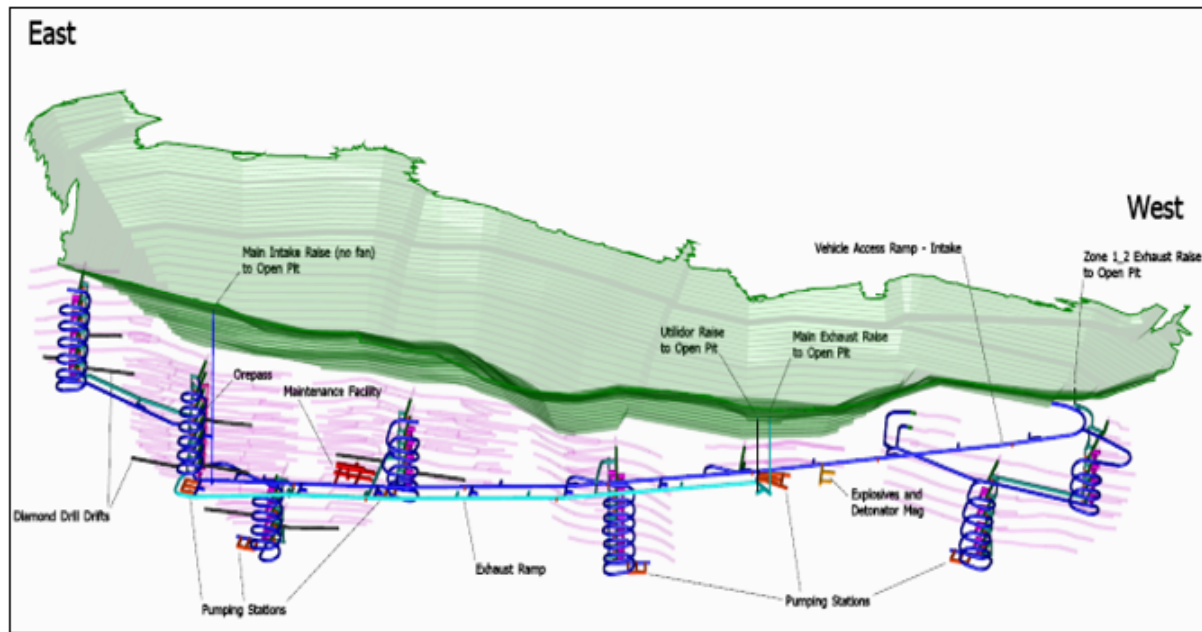 East
West
Main Intake Raise (no fan)
to Open Pit
Vehicle Access Ramp - Intake
Zone 1_2 Exhaust Raise
to Open Pit
Utilidor Raise
to Open Pit
Main Exhaust Raise
to Open Pit
Orepass
Maintenance Facility
Diamond Drill Drifts
Explosives and
Detonator Mag
Exhaust Ramp
Pumping Stations
Pumping Stations